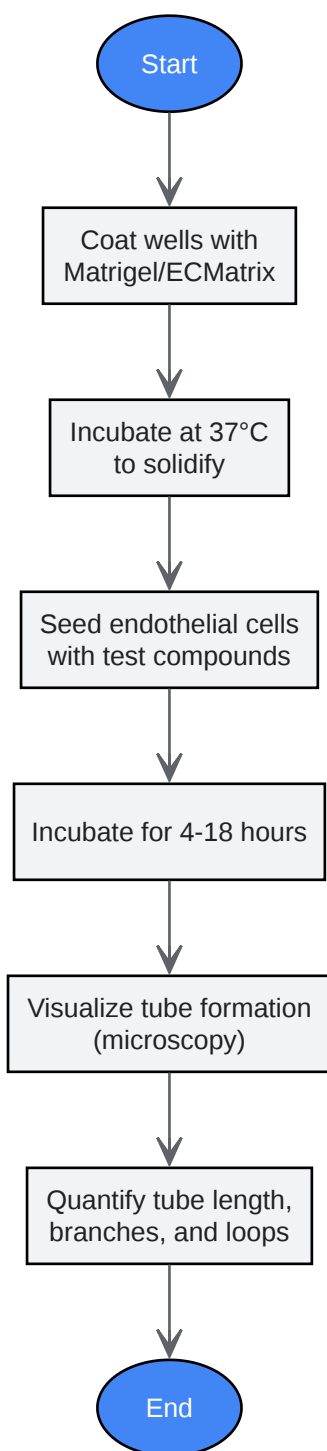 Start
Coat wells with
Matrigel/ECMatrix
Incubate at 37°C
to solidify
Seed endothelial cells
with test compounds
Incubate for 4-18 hours
Visualize tube formation
(microscopy)
Quantify tube length,
branches, and loops
End